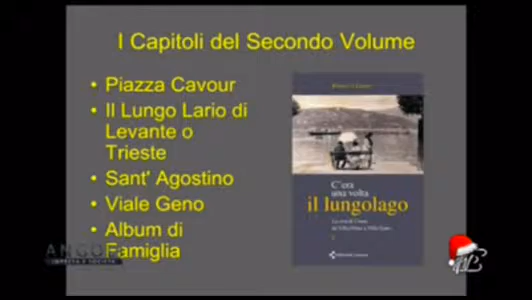 I Capitoli del Secondo Volume
• Piazza Cavour
• Il Lungo Lario di
Levante o
Trieste
• Sant' Agostino
• Viale Geno
• Album di
Famiglia
C'era
una volta
il lungolago